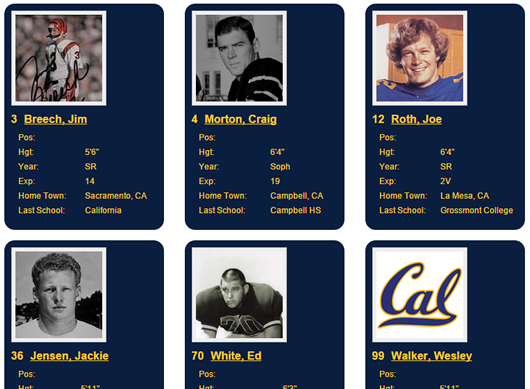 3 Breech, Jim
Pos:
Hgt: 5'6"
Year: SR
Exp: 14
Home Town: Sacramento, CA
Last School: California
4 Morton, Craig
Pos:
Hgt: 6'4"
Year: Soph
Exp: 19
Home Town: Campbell, CA
Last School: Campbell HS
12 Roth, Joe
Pos:
Hgt: 6'4"
Year: SR
Exp: 2V
Home Town: La Mesa, CA
Last School: Grossmont College
36 Jensen, Jackie
Pos:
Hgt: 5'11"
70 White, Ed
Pos:
Hgt: 6'2"
Cal
99 Walker, Wesley
Pos:
Hgt: 5'11"